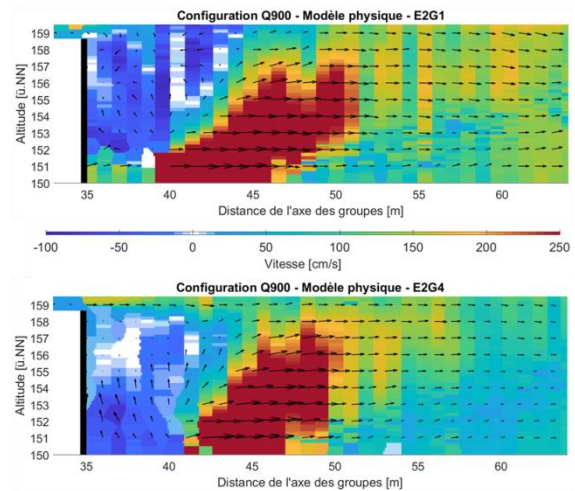 Configuration Q900 - Modèle physique - E2G1
Altitude [ü.NN]
159
158
157
156
155
154
153
152
151
150
35 40 45 50 55 60
Distance de l'axe des groupes [m]
-100 -50 0 50 100 150 200 250
Vitesse [cm/s]
Configuration Q900 - Modèle physique - E2G4
Altitude [ü.NN]
159
158
157
156
155
154
153
152
151
150
35 40 45 50 55 60
Distance de l'axe des groupes [m]